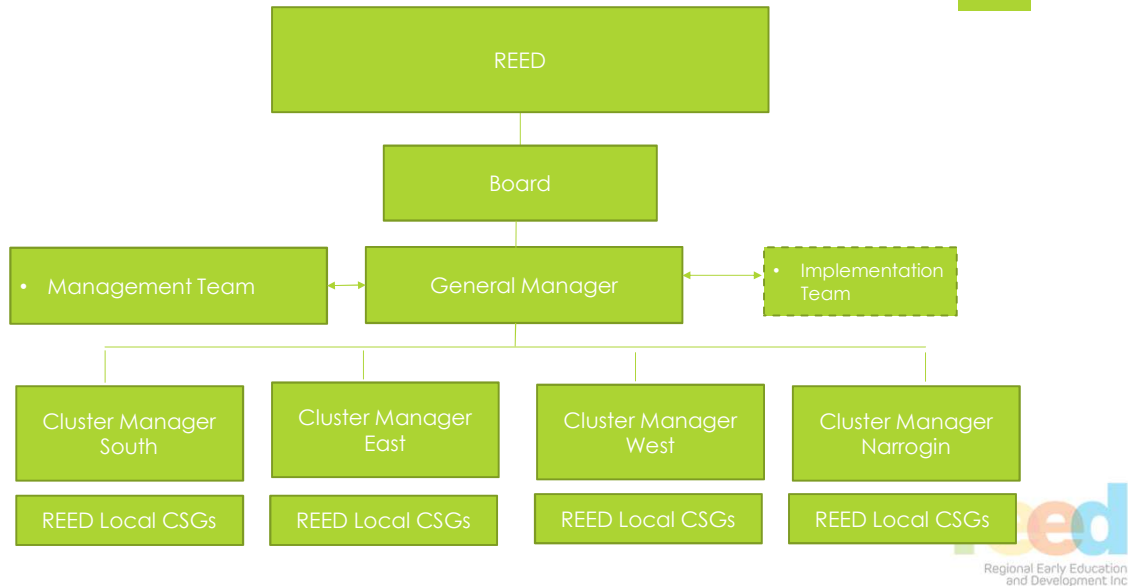 REED
Board
• Management Team
General Manager
• Implementation
Team
Cluster Manager
South
Cluster Manager
East
Cluster Manager
West
Cluster Manager
Narrogin
REED Local CSGs
REED Local CSGs
REED Local CSGs
REED Local CSGs
reed
Regional Early Education
and Development Inc